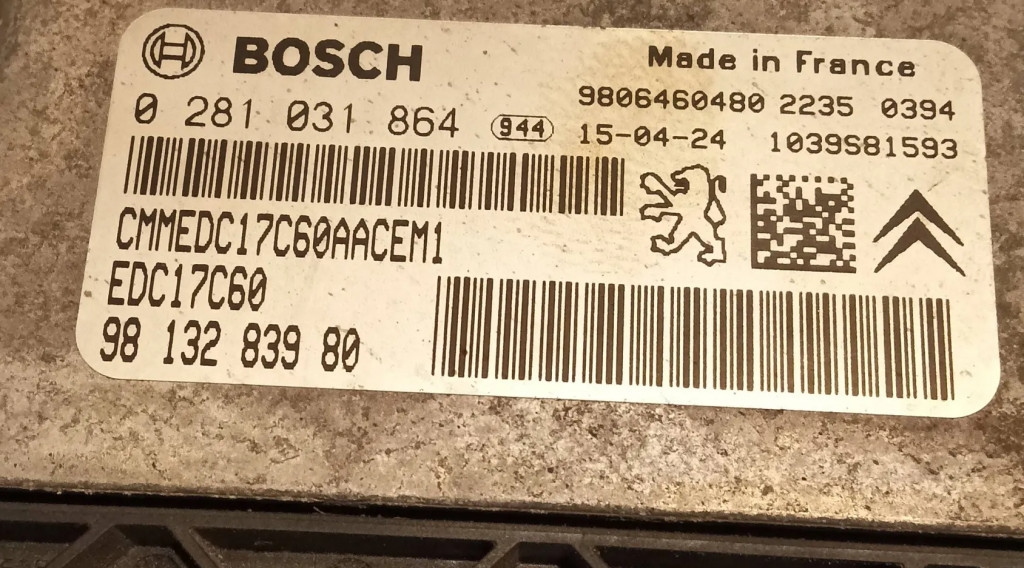 BOSCH
Made in France
0 281 031 864 944
9806460480 2235 0394
15-04-24 1039S81593
CMMEDC17C60AACEM1
EDC17C60
98 132 839 80